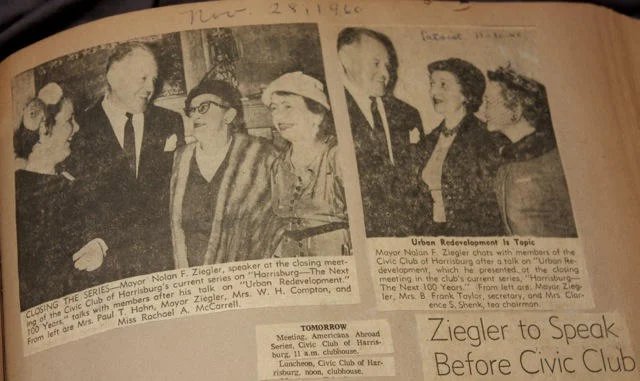 Nov. 28, 1960
CLOSING THE SERIES—Mayor Nolan F. Ziegler, speaker at the closing meet-
ing of the Civic Club of Harrisburg's current series on "Harrisburg—The Next
100 Years," talks with members after his talk on "Urban Redevelopment."
From left are Mrs. Paul T. Hahn, Mayor Ziegler, Mrs. W. H. Compton, and
Miss Rachael A. McCarrell.
Patriot
Urban Redevelopment Is Topic
Mayor Nolan F. Ziegler chats with members of the
Civic Club of Harrisburg after a talk on "Urban Re-
development, which he presented at the closing
meeting in the club's current series, "Harrisburg—
The Next 100 Years." From left are: Mayor Zieg-
ler, Mrs. B Frank Taylor, secretary, and Mrs. Clar-
ence S. Shenk, tea chairman.
TOMORROW
Meeting, Americans Abroad
Series, Civic Club of Harris-
burg, 11 a.m. clubhouse.
Luncheon, Civic Club of Har-
risburg, noon, clubhouse.
Ziegler to Speak
Before Civic Club